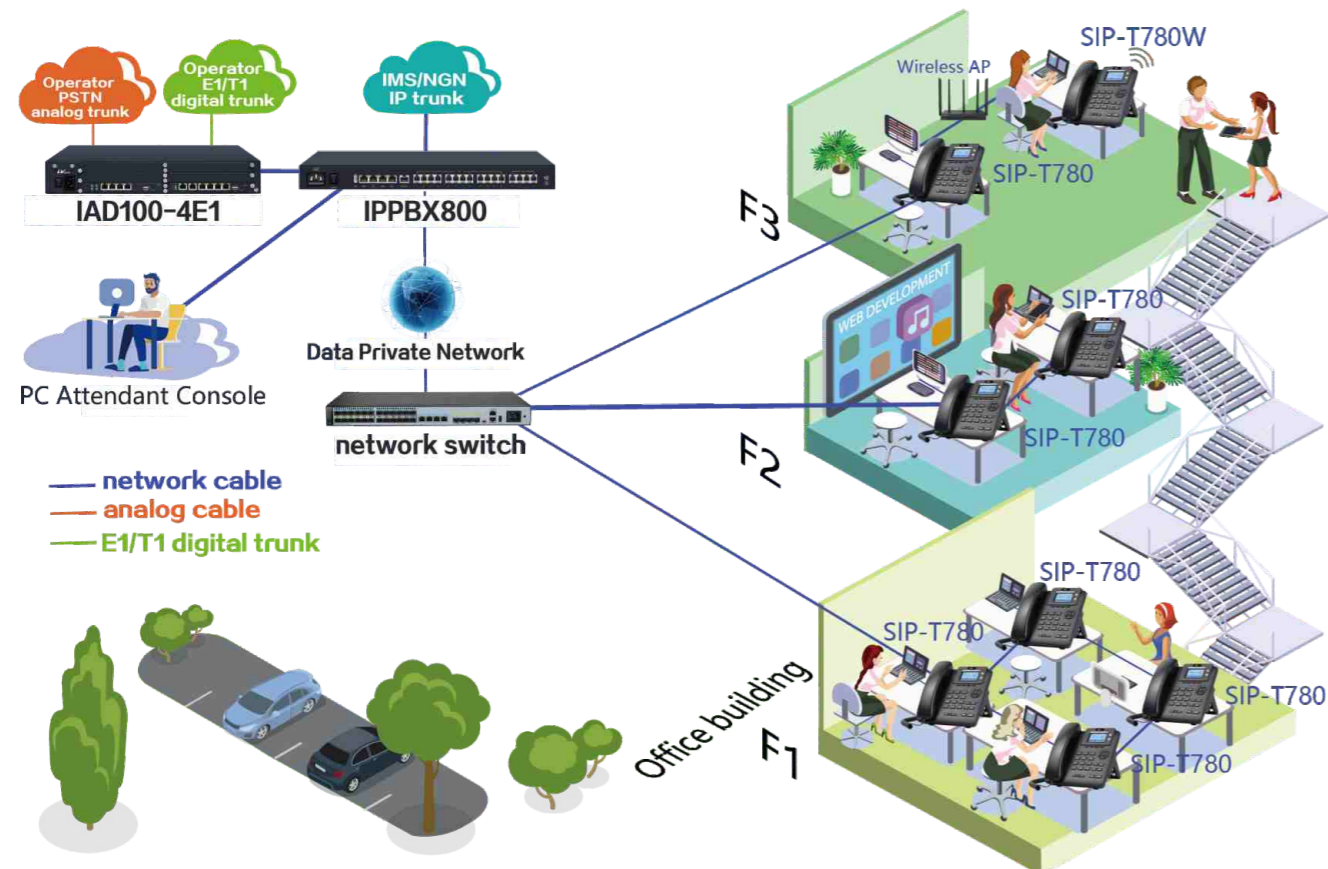 Operator
PSTN
analog trunk
Operator
E1/T1
digital trunk
IMS/NGN
IP trunk
IAD100-4E1
IPPBX800
PC Attendant Console
Data Private Network
network switch
network cable
analog cable
E1/T1 digital trunk
SIP-T780W
Wireless AP
SIP-T780
F3
WEB DEVELOPMENT
SIP-T780
SIP-T780
F2
SIP-T780
SIP-T780
SIP-T780
SIP-T780
Office building
F1